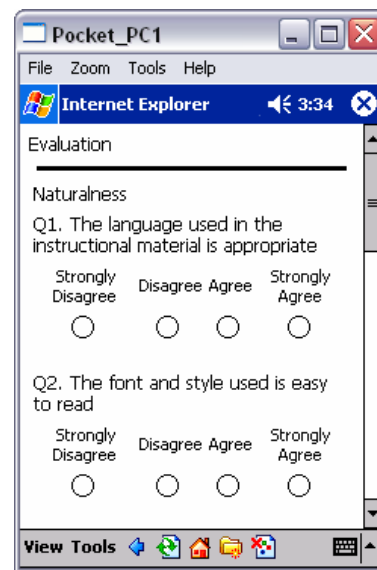 Pocket_PC1
File Zoom Tools Help
Internet Explorer 3:34
Evaluation
Naturalness
Q1. The language used in the
instructional material is appropriate
Strongly Disagree Disagree Agree Strongly Agree
Q2. The font and style used is easy
to read
Strongly Disagree Disagree Agree Strongly Agree
View Tools